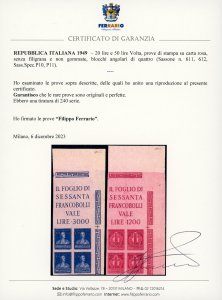 FERRARIO
CERTIFICATO DI GARANZIA
REPUBBLICA ITALIANA 1949 - 20 lire e 50 lire Volta, prove di stampa su carta rosa,
senza filigrana e non gommate, blocchi angolari di quattro (Sassone n. 611, 612,
Sass.Spec.P10, P11).
Ho esaminato le prove sopra descritte, delle quali ho unito una riproduzione al presente
certificato.
Garantisco che le rare prove sono originali e perfette.
Ebbero una tiratura di 240 serie.
Ho firmato le prove "Filippo Ferrario".
Milano, 6 dicembre 2023
IL FOGLIO DI
SESSANTA
FRANCOBOLLI
VALE
LIRE 3000
IL FOGLIO DI
SESSANTA
FRANCOBOLLI
VALE
LIRE 1200